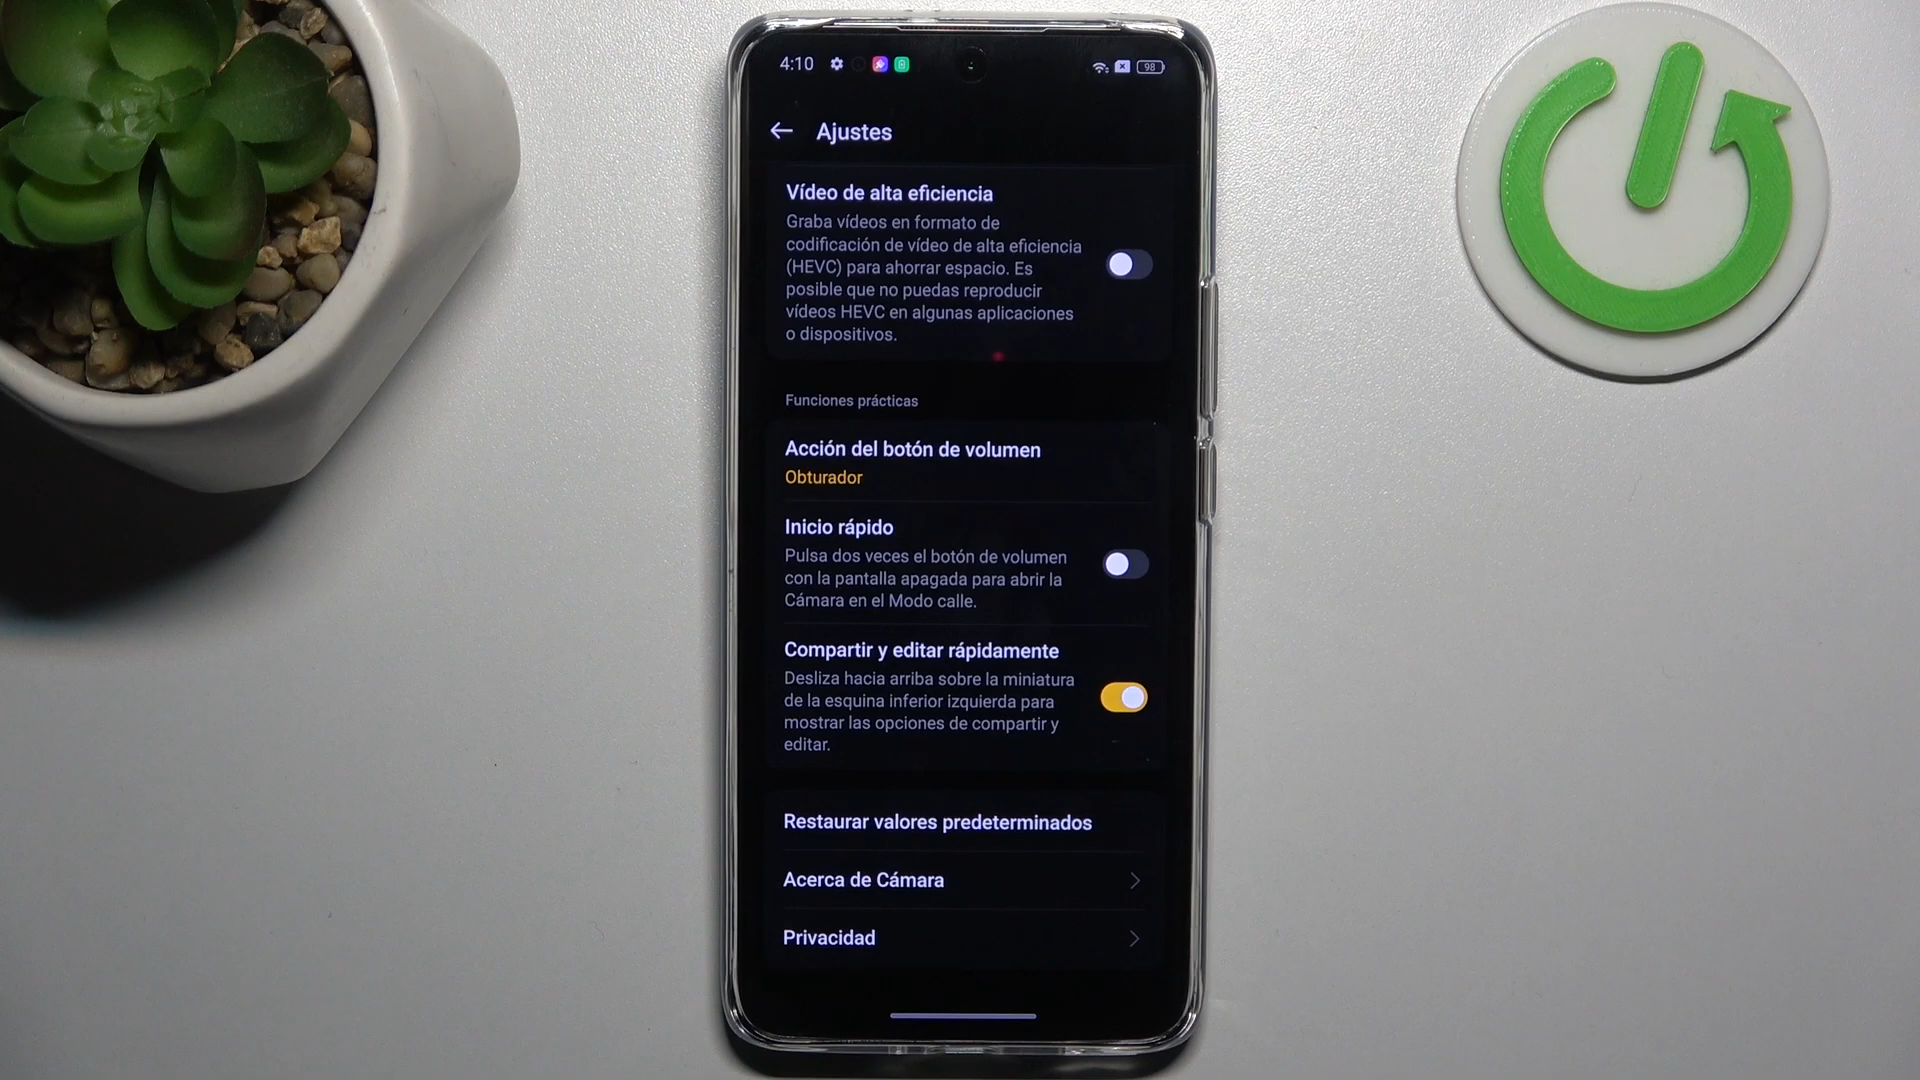 4:10
98
Ajustes
Vídeo de alta eficiencia
Graba vídeos en formato de
codificación de vídeo de alta eficiencia
(HEVC) para ahorrar espacio. Es
posible que no puedas reproducir
vídeos HEVC en algunas aplicaciones
o dispositivos.
Funciones prácticas
Acción del botón de volumen
Obturador
Inicio rápido
Pulsa dos veces el botón de volumen
con la pantalla apagada para abrir la
Cámara en el Modo calle.
Compartir y editar rápidamente
Desliza hacia arriba sobre la miniatura
de la esquina inferior izquierda para
mostrar las opciones de compartir y
editar.
Restaurar valores predeterminados
Acerca de Cámara
Privacidad